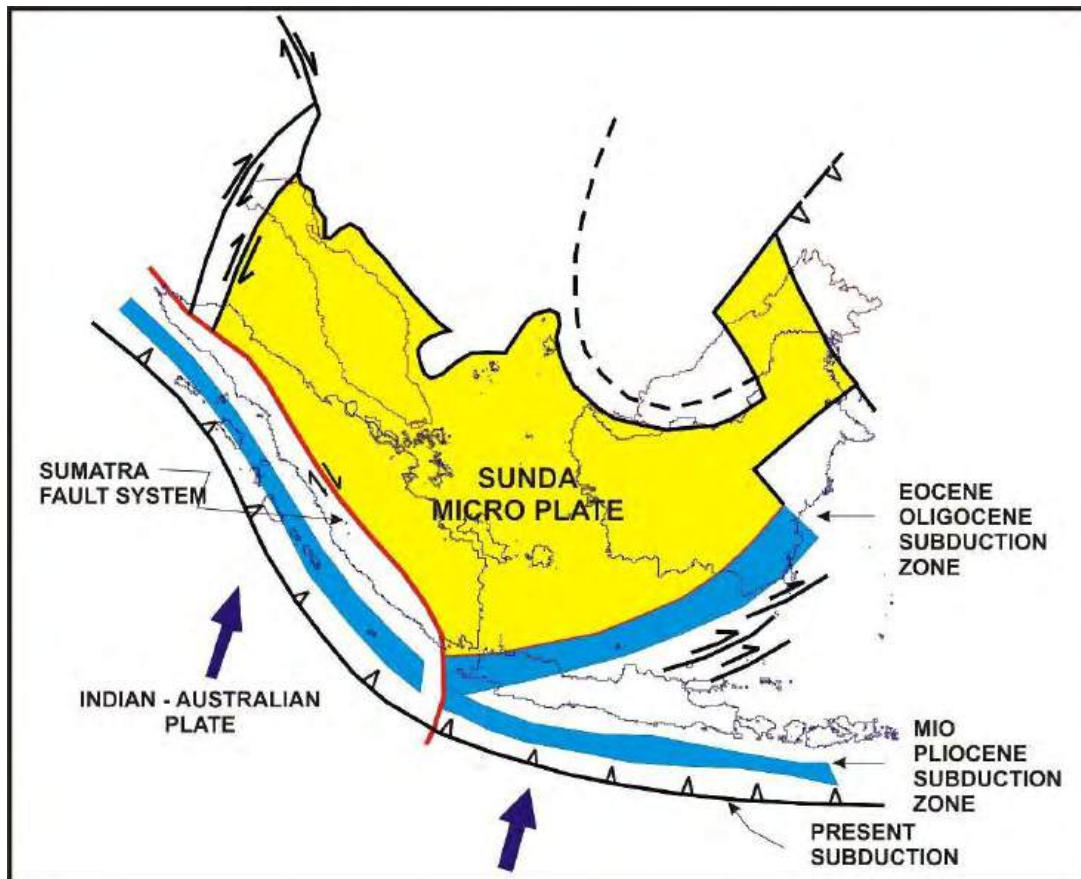 SUMATRA
FAULT SYSTEM
SUNDA
MICRO PLATE
EOCENE
OLIGOCENE
SUBDUCTION
ZONE
INDIAN - AUSTRALIAN
PLATE
MIO
PLIOCENE
SUBDUCTION
ZONE
PRESENT
SUBDUCTION